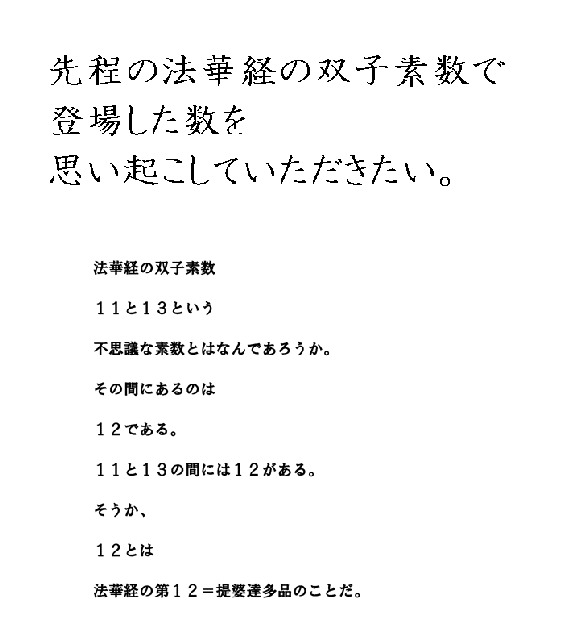 先程の法華経の双子素数で
登場した数を
思い起こしていただきたい。
法華経の双子素数
１１と１３という
不思議な素数とはなんであろうか。
その間にあるのは
１２である。
１１と１３の間には１２がある。
そうか、
１２とは
法華経の第１２＝提婆達多品のことだ。